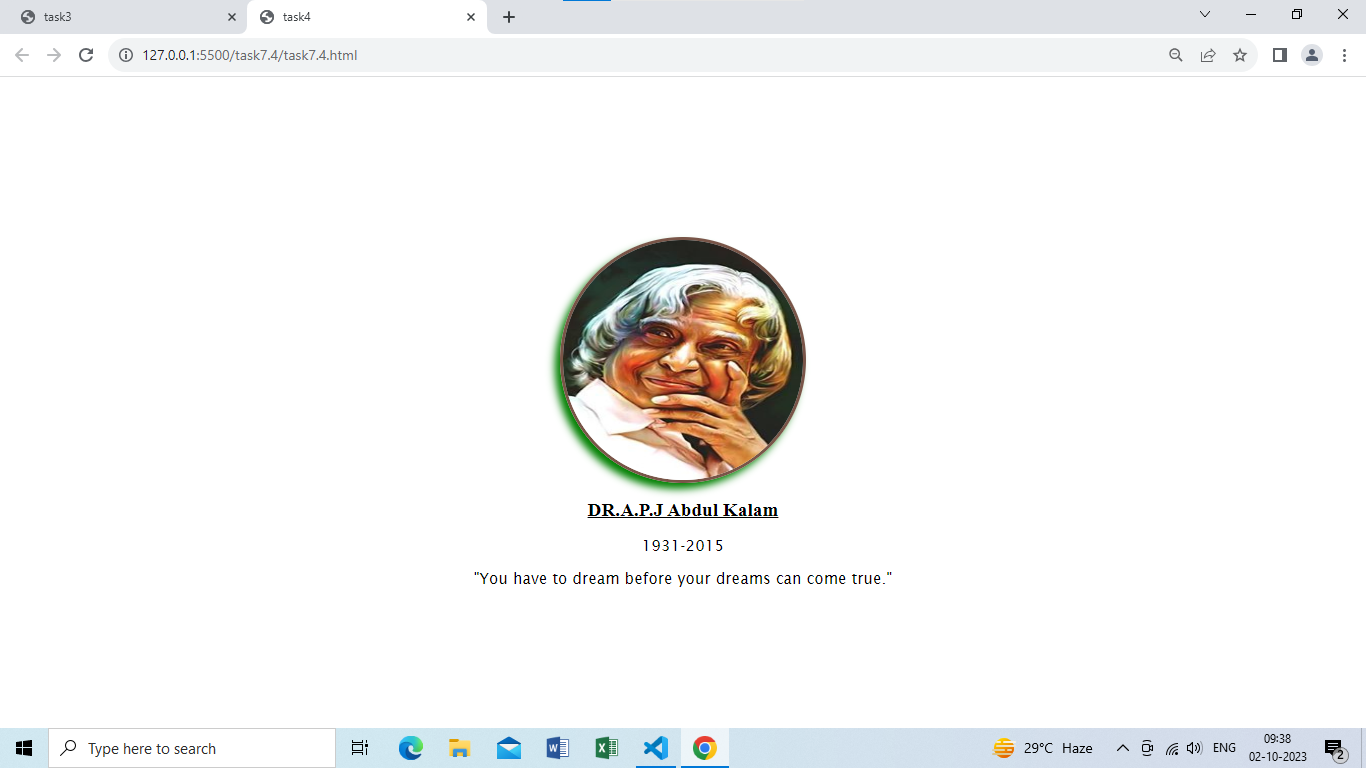 task3
task4
127.0.0.1:5500/task7.4/task7.4.html
DR.A.P.J Abdul Kalam
1931-2015
"You have to dream before your dreams can come true."
Type here to search
29°C Haze
ENG
09:38
02-10-2023
2